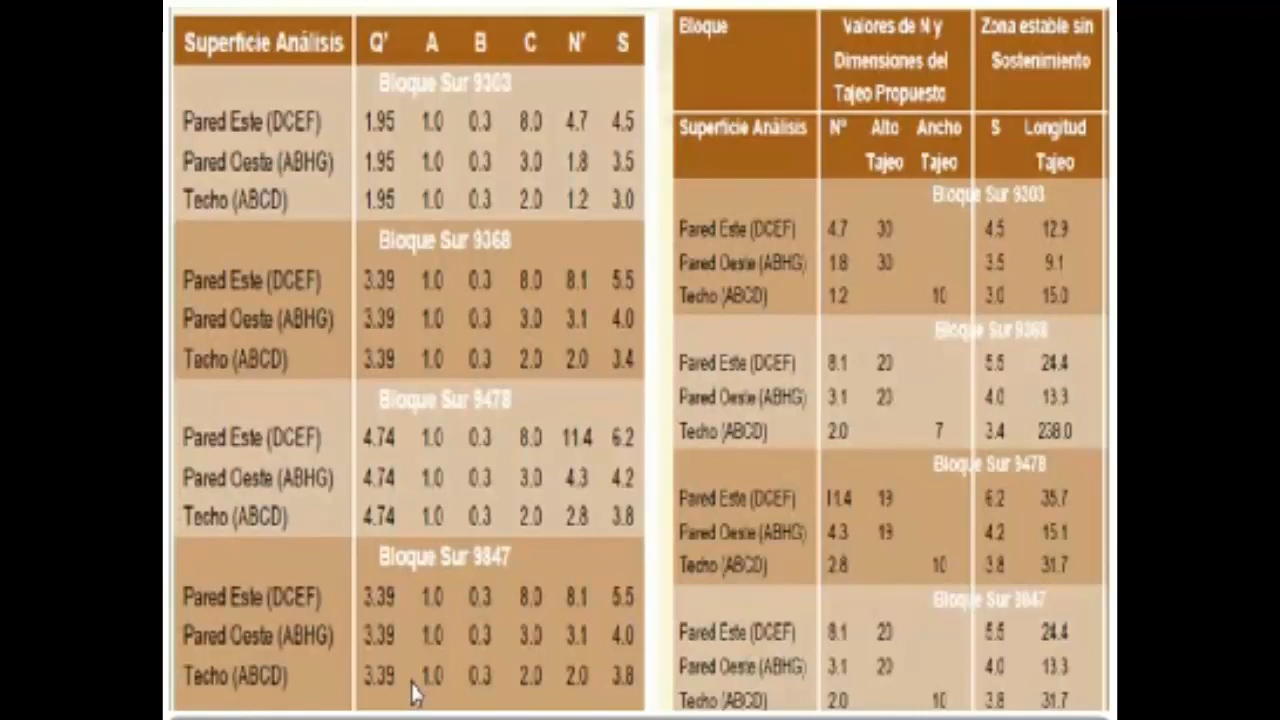 Superficie Análisis Q' A B C N' S
Bloque Sur 9303
Pared Este (DCEF) 1.95 1.0 0.3 8.0 4.7 4.5
Pared Oeste (ABHG) 1.95 1.0 0.3 3.0 1.8 3.5
Techo (ABCD) 1.95 1.0 0.3 2.0 1.2 3.0
Bloque Sur 9368
Pared Este (DCEF) 3.39 1.0 0.3 8.0 8.1 5.5
Pared Oeste (ABHG) 3.39 1.0 0.3 3.0 3.1 4.0
Techo (ABCD) 3.39 1.0 0.3 2.0 2.0 3.4
Bloque Sur 9478
Pared Este (DCEF) 4.74 1.0 0.3 8.0 11.4 6.2
Pared Oeste (ABHG) 4.74 1.0 0.3 3.0 4.3 4.2
Techo (ABCD) 4.74 1.0 0.3 2.0 2.8 3.8
Bloque Sur 9847
Pared Este (DCEF) 3.39 1.0 0.3 8.0 8.1 5.5
Pared Oeste (ABHG) 3.39 1.0 0.3 3.0 3.1 4.0
Techo (ABCD) 3.39 1.0 0.3 2.0 2.0 3.8
Bloque Valores de N y Zona estable sin
Dimensiones del Sostenimiento
Tajeo Propuesto
Superficie Análisis N° Alto Ancho S Longitud
Tajeo Tajeo Tajeo
Bloque Sur 9303
Pared Este (DCEF) 4.7 30 4.5 12.9
Pared Oeste (ABHG) 1.8 30 3.5 9.1
Techo (ABCD) 1.2 10 3.0 15.0
Bloque Sur 9368
Pared Este (DCEF) 8.1 20 5.5 24.4
Pared Oeste (ABHG) 3.1 20 4.0 13.3
Techo (ABCD) 2.0 7 3.4 238.0
Bloque Sur 9478
Pared Este (DCEF) 11.4 19 6.2 35.7
Pared Oeste (ABHG) 4.3 19 4.2 15.1
Techo (ABCD) 2.8 10 3.8 31.7
Bloque Sur 9847
Pared Este (DCEF) 8.1 20 5.5 24.4
Pared Oeste (ABHG) 3.1 20 4.0 13.3
Techo (ABCD) 2.0 10 3.8 31.7